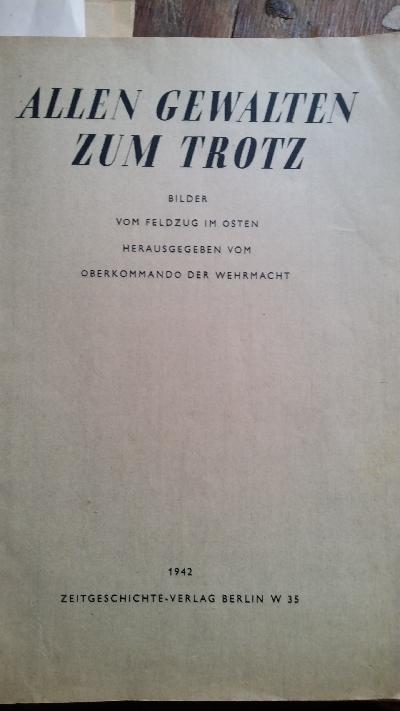 ALLEN GEWALTEN
ZUM TROTZ
BILDER
VOM FELDZUG IM OSTEN
HERAUSGEGEBEN VOM
OBERKOMMANDO DER WEHRMACHT
1942
ZEITGESCHICHTE-VERLAG BERLIN W 35